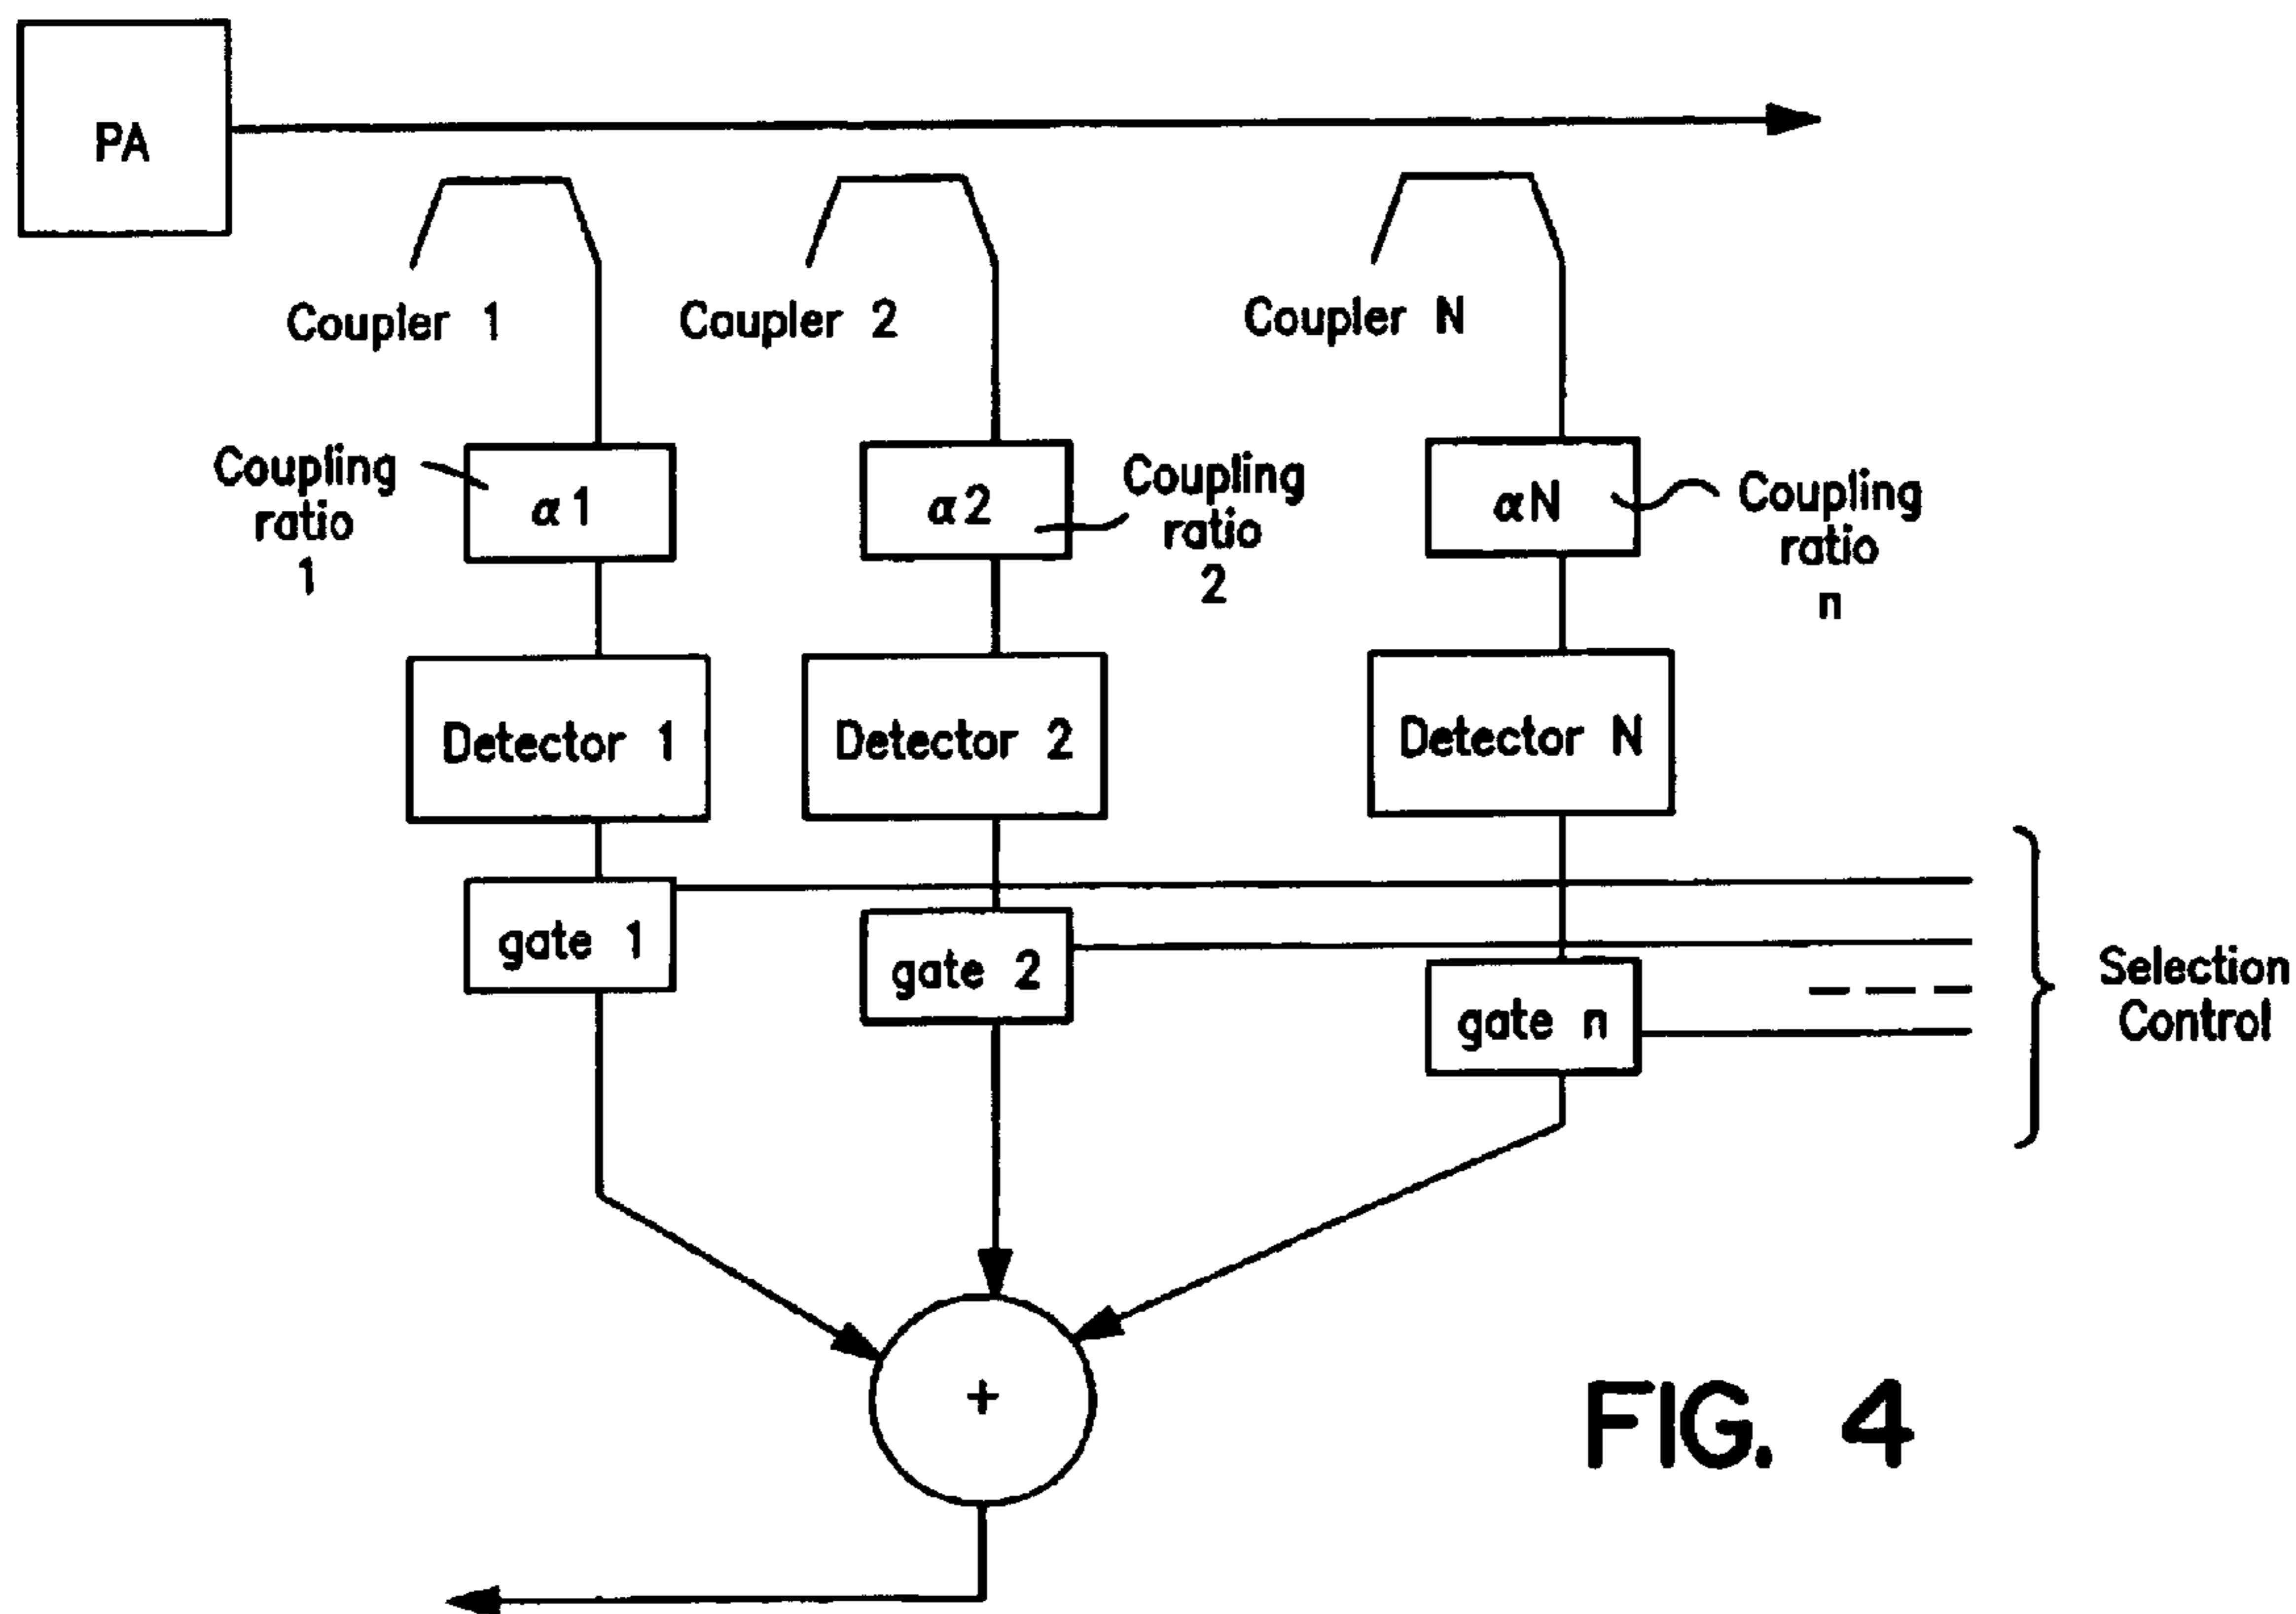 PA
Coupler 1
Coupler 2
Coupler N
Coupling
ratio
1
α1
α2
Coupling
ratio
2
αN
Coupling
ratio
n
Detector 1
Detector 2
Detector N
gate 1
gate 2
gate n
Selection
Control
+
FIG. 4